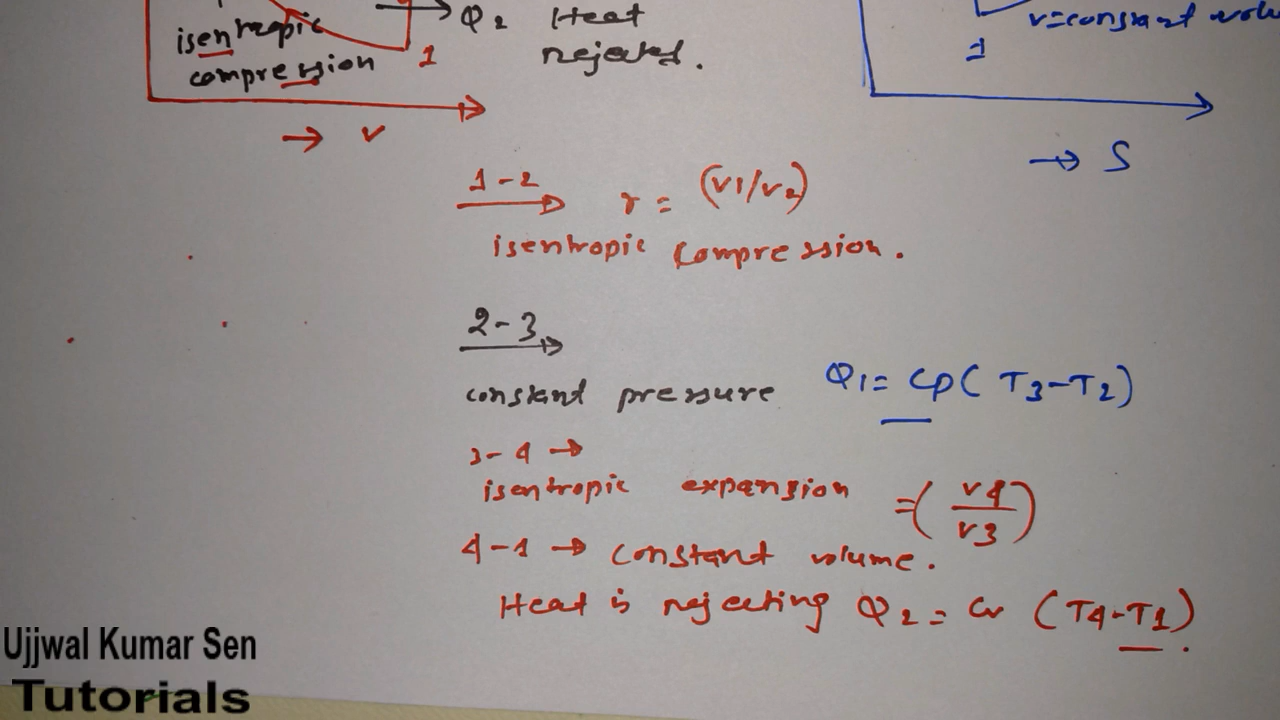 isentropic
compression
1
Q2 Heat
rejected.
→ v
v=constant
1
→ S
1-2
r = (v1/v2)
isentropic compression.
2-3
constant pressure Q1 = Cp (T3-T2)
3-4 →
isentropic expansion = (v4/v3)
4-1 → constant volume.
Heat is rejecting Q2 = Cv (T4-T1).
Ujjwal Kumar Sen
Tutorials